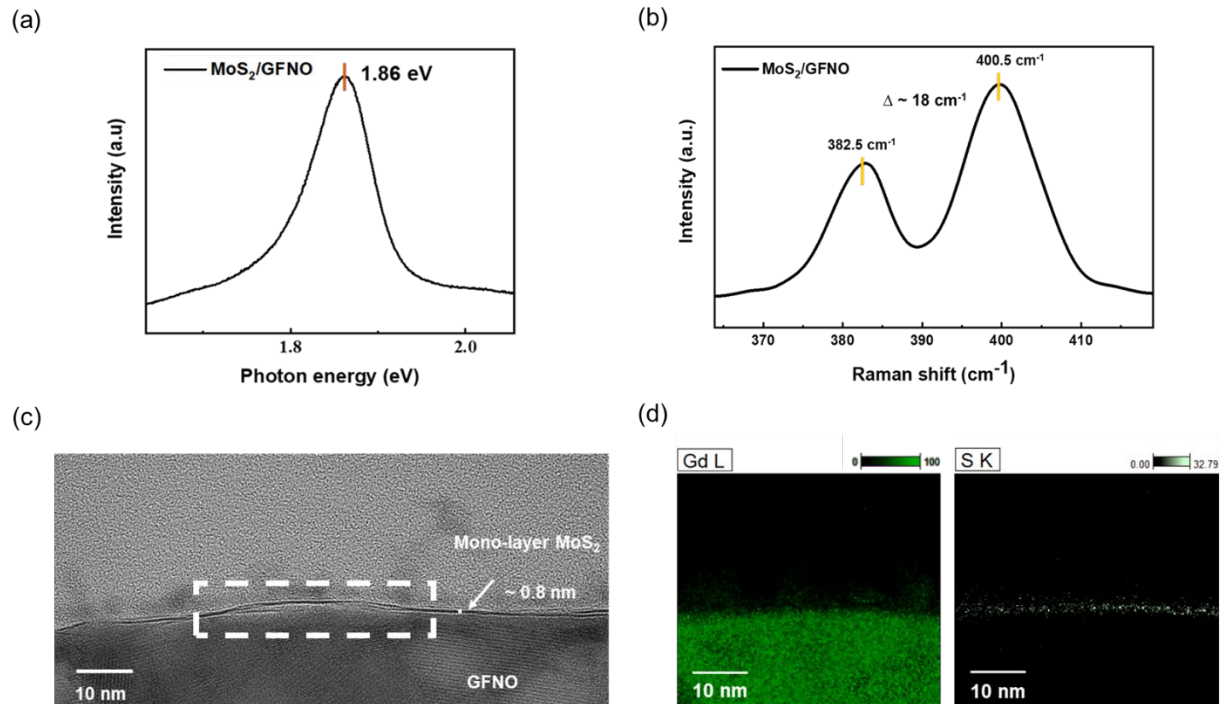 (a)
MoS₂/GFNO
1.86 eV
Intensity (a.u)
1.8
2.0
Photon energy (eV)
(b)
MoS₂/GFNO
400.5 cm⁻¹
Δ ~ 18 cm⁻¹
382.5 cm⁻¹
Intensity (a.u.)
370
380
390
400
410
Raman shift (cm⁻¹)
(c)
Mono-layer MoS₂
~ 0.8 nm
10 nm
GFNO
(d)
Gd L
0
100
10 nm
S K
0.00
32.79
10 nm